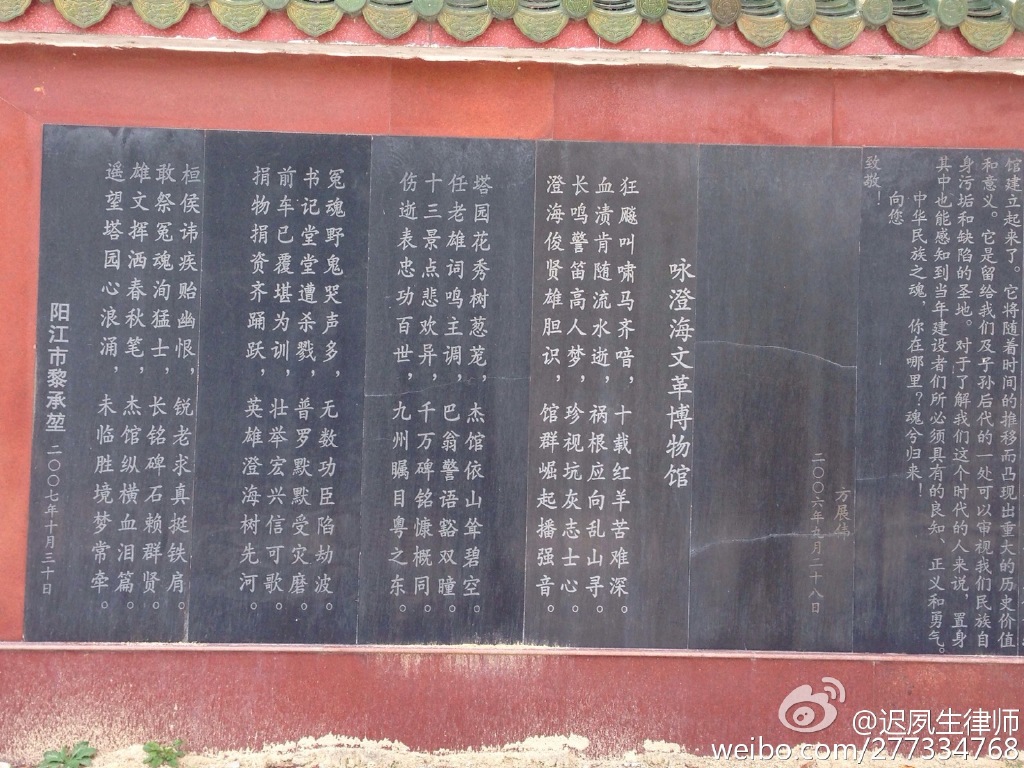 馆建立起来了。它将随着时间的推移而凸现出重大的历史价值
和意义。它是留给我们及子孙后代的一处可以审视我们民族自
身污垢和缺陷的圣地。对于了解我们这个时代的人来说，置身
其中也能感知到当年建设者们所必须具有的良知、正义和勇气。
中华民族之魂，你在哪里？魂兮归来！
向您
致敬！
方展伟
二〇〇六年九月二十八日
咏澄海文革博物馆
狂飚叫啸马齐喑，十载红羊苦难深。
血渍肯随流水逝，祸根应向乱山寻。
长鸣警笛高人梦，珍视坑灰志士心。
澄海俊贤雄胆识，馆群崛起播强音。
塔园花秀树葱茏，杰馆依山耸碧空。
任老雄词鸣主调，巴翁警语豁双瞳。
十三景点悲欢异，千万碑铭慷概同。
伤逝表忠功百世，九州瞩目粤之东。
冤魂野鬼哭声多，无数功臣陷劫波。
书记堂堂遭杀戮，普罗默默受灾磨。
前车已覆堪为训，壮举宏兴信可歌。
捐物捐资齐踊跃，英雄澄海树先河。
桓侯讳疾贻幽恨，锐老求真挺铁肩。
敢祭冤魂洵猛士，长铭碑石赖群贤。
雄文挥洒春秋笔，杰馆纵横血泪篇。
遥望塔园心浪涌，未临胜境梦常牵。
阳江市黎承堃 二〇〇七年十月三十日
@迟夙生律师
weibo.com/277334768